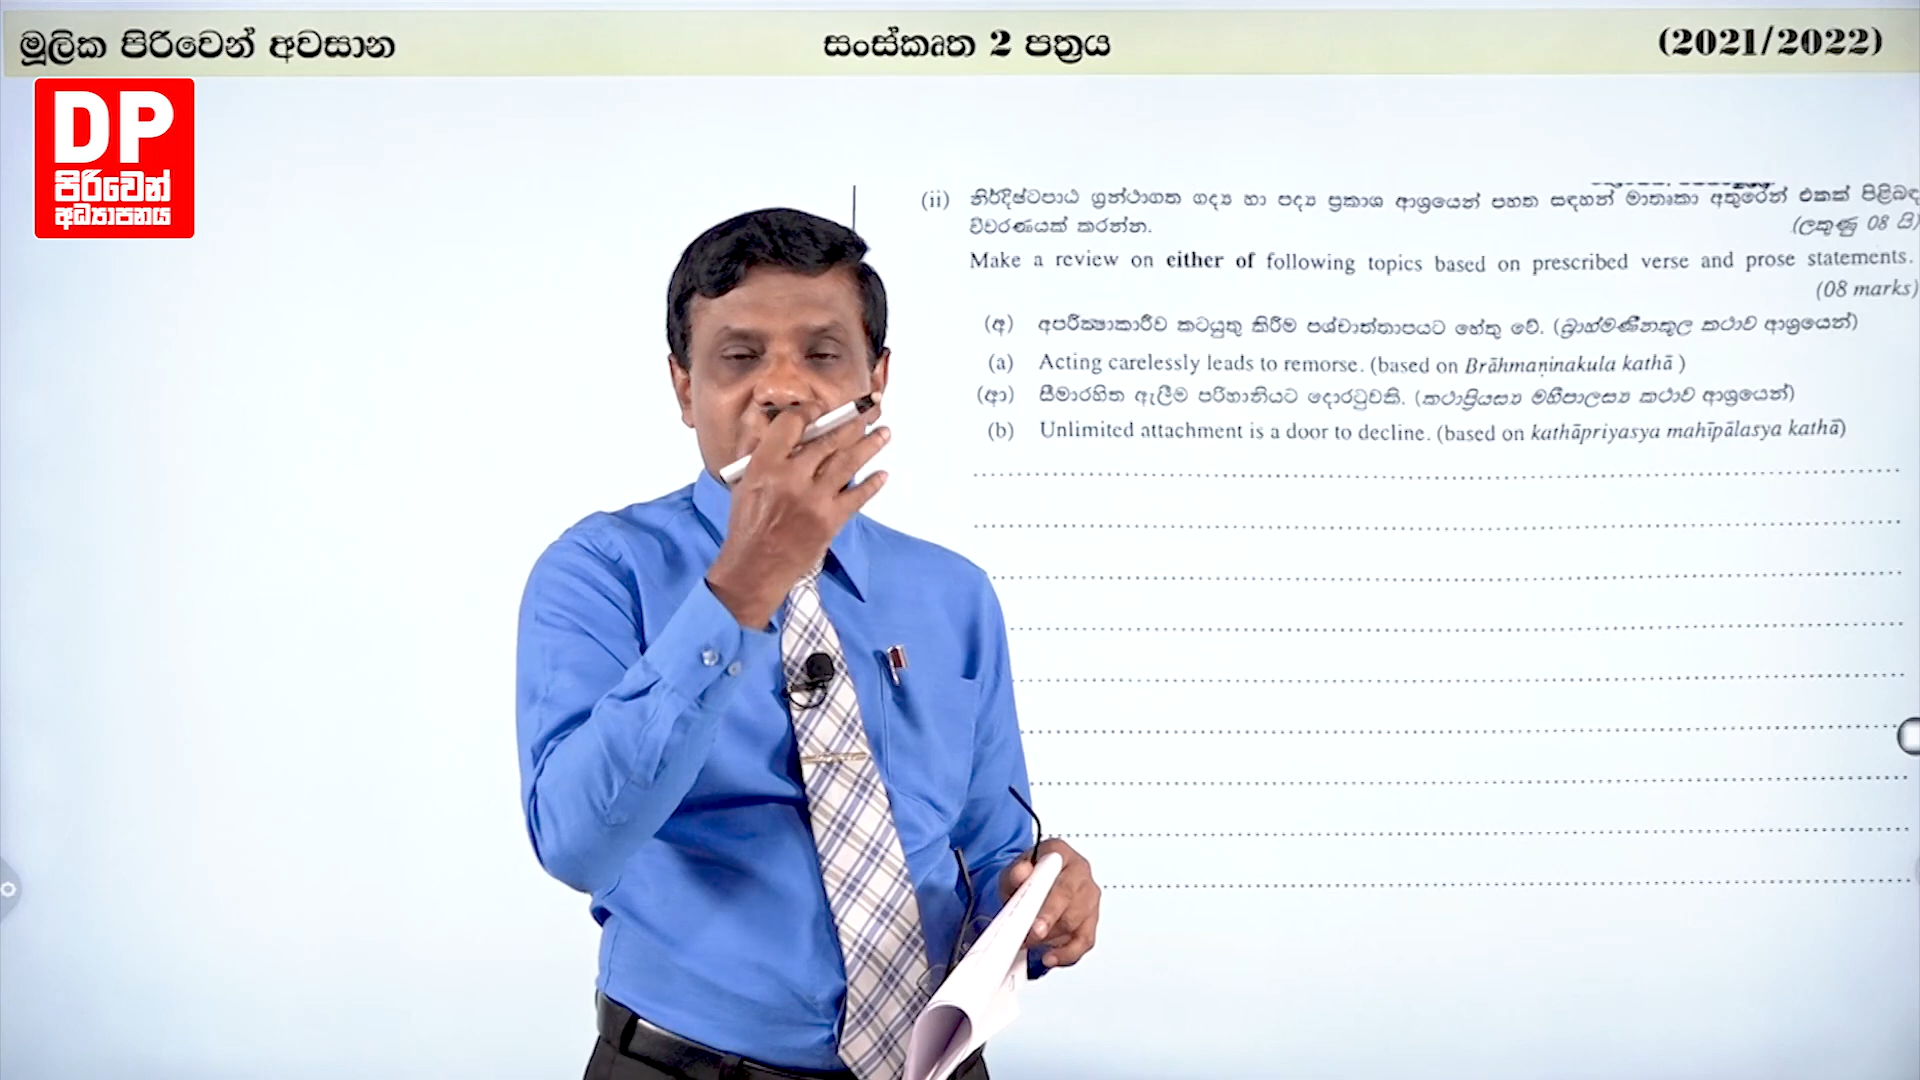 මූලික පිරිවෙන් අවසාන
සංස්කෘත 2 පත්‍රය
(2021/2022)
DP
පිරිවෙන්
අධ්‍යාපනය
(ii) නිර්දිෂ්ටපාඨ ග්‍රන්ථාගත ගද්‍ය හා පද්‍ය ප්‍රකාශ ආශ්‍රයෙන් පහත සඳහන් මාතෘකා අතුරෙන් එකක් පිළිබඳ
විවරණයක් කරන්න. (ලකුණු 08 යි)
Make a review on either of following topics based on prescribed verse and prose statements.
(08 marks)
(අ) අපරීක්‍ෂාකාරීව කටයුතු කිරීම පශ්චාත්තාපයට හේතු වේ. (බ්‍රාහ්මණීනකුල කථාව ආශ්‍රයෙන්)
(a) Acting carelessly leads to remorse. (based on Brāhmaṇinakula kathā )
(ආ) සීමාරහිත ඇලීම පරිහානියට දොරටුවකි. (කථාප්‍රියස්‍ය මහීපාලස්‍ය කථාව ආශ්‍රයෙන්)
(b) Unlimited attachment is a door to decline. (based on kathāpriyasya mahīpālasya kathā)